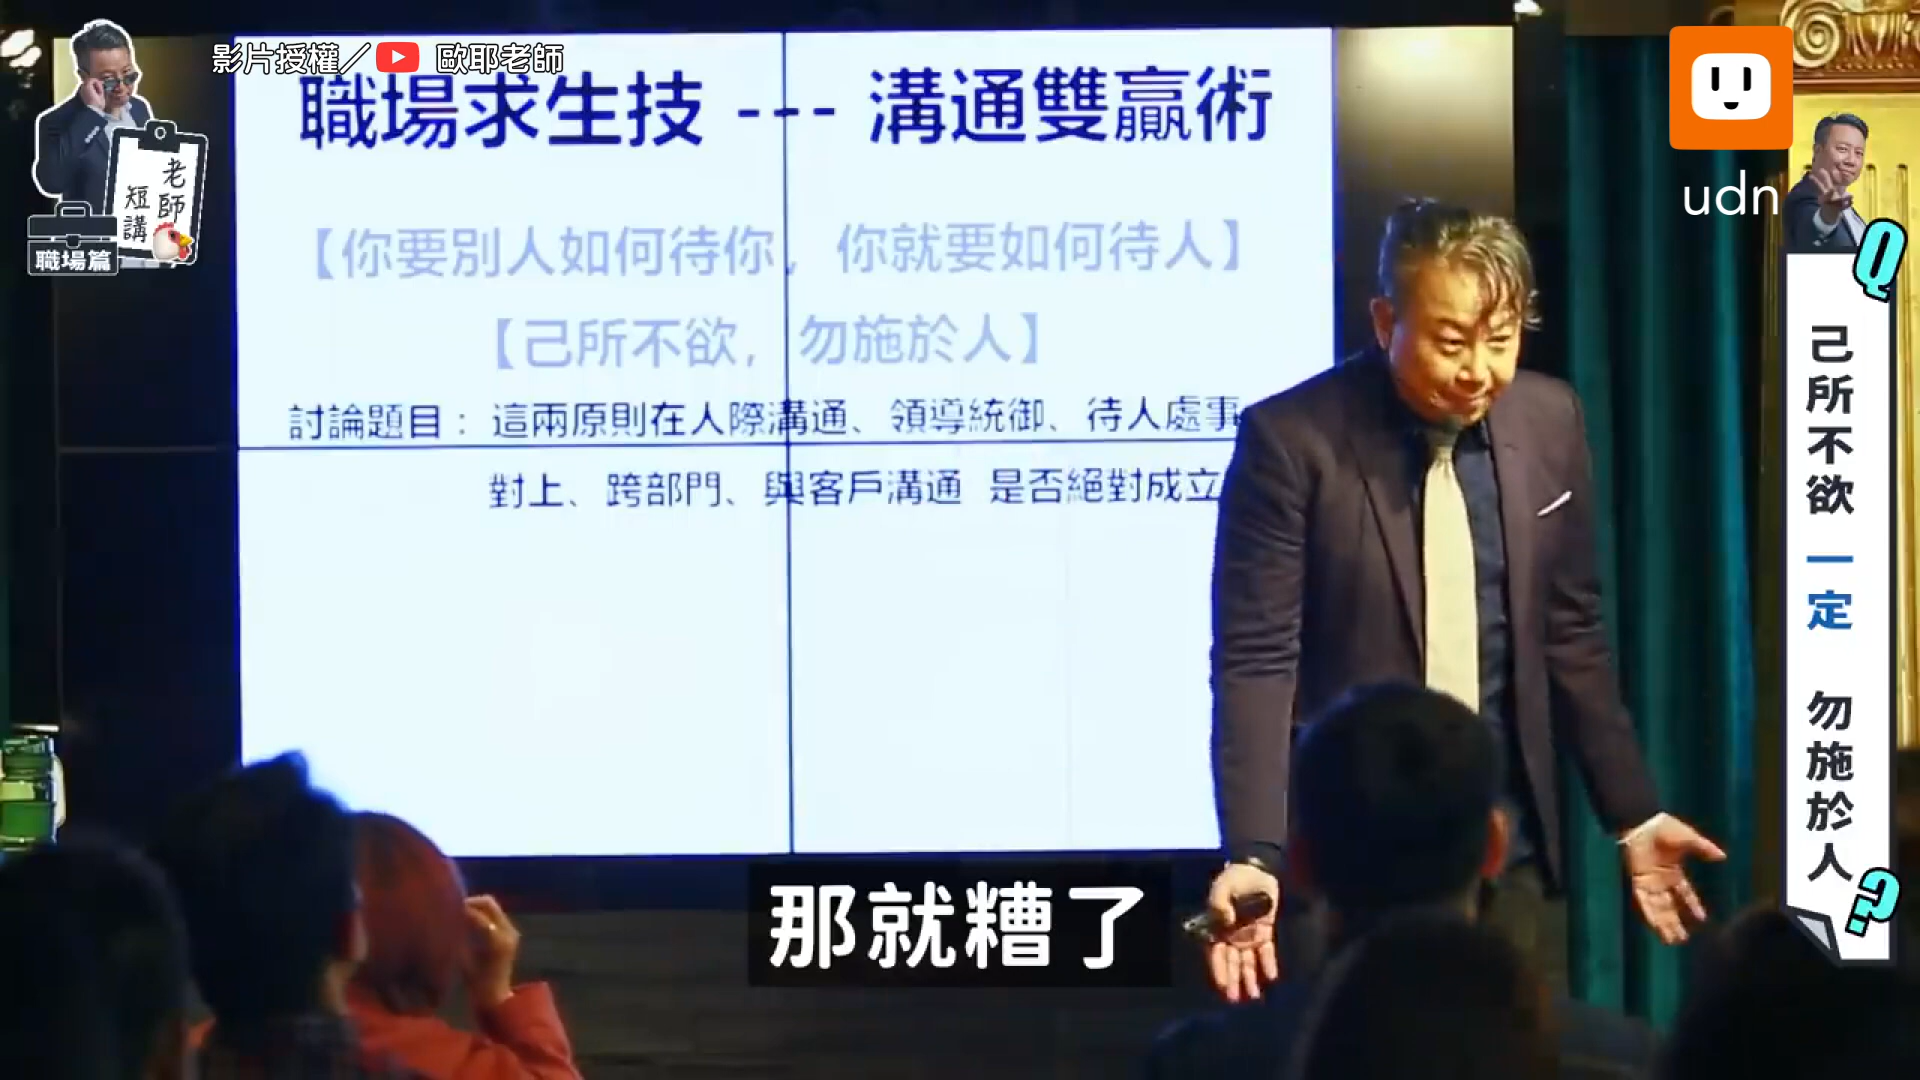 影片授權／歐耶老師
老師
短講
職場篇
udn
職場求生技 --- 溝通雙贏術
【你要別人如何待你，你就要如何待人】
【己所不欲，勿施於人】
討論題目： 這兩原則在人際溝通、領導統御、待人處事
對上、跨部門、與客戶溝通 是否絕對成立
Q
己所不欲 一定 勿施於人
?
那就糟了